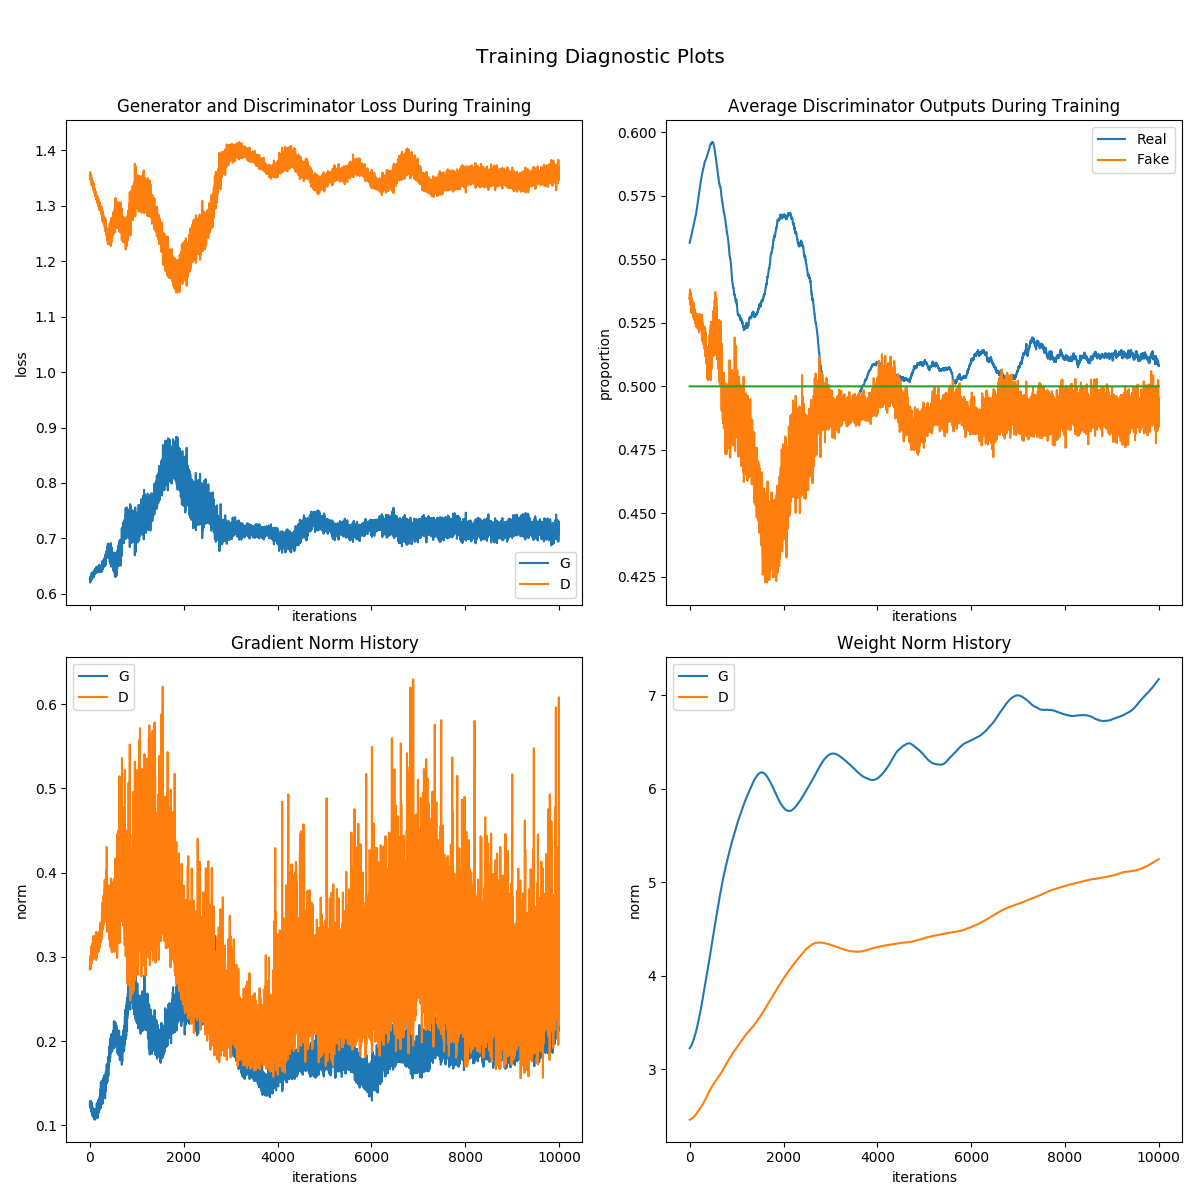 Training Diagnostic Plots
Generator and Discriminator Loss During Training
loss
1.4
1.3
1.2
1.1
1.0
0.9
0.8
0.7
0.6
G
D
iterations
Average Discriminator Outputs During Training
proportion
0.600
0.575
0.550
0.525
0.500
0.475
0.450
0.425
Real
Fake
iterations
Gradient Norm History
norm
0.6
0.5
0.4
0.3
0.2
0.1
G
D
0 2000 4000 6000 8000 10000
iterations
Weight Norm History
norm
7
6
5
4
3
G
D
0 2000 4000 6000 8000 10000
iterations